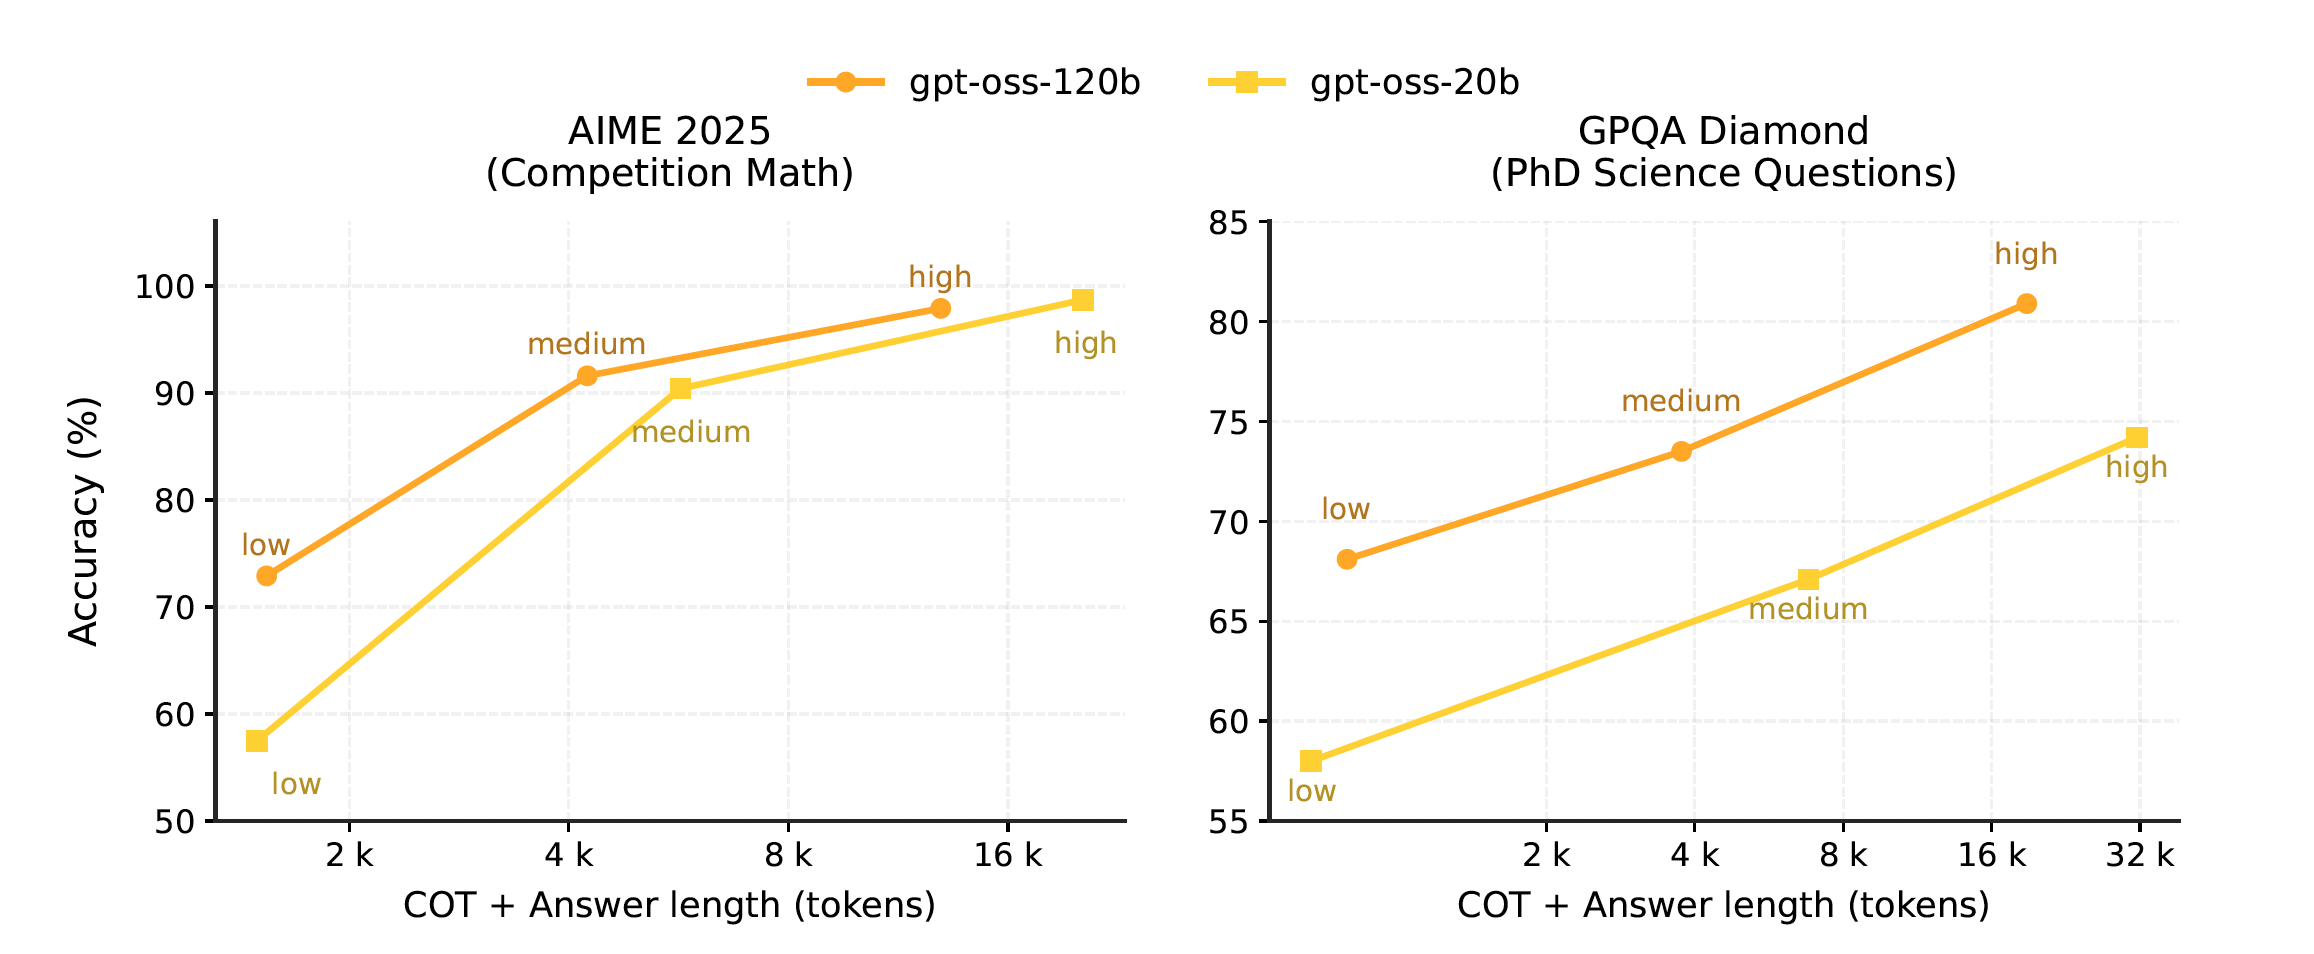 gpt-oss-120b
gpt-oss-20b
AIME 2025
(Competition Math)
Accuracy (%)
100
90
80
70
60
50
high
medium
high
medium
low
low
2 k
4 k
8 k
16 k
COT + Answer length (tokens)
GPQA Diamond
(PhD Science Questions)
85
80
75
70
65
60
55
high
medium
high
low
medium
low
2 k
4 k
8 k
16 k
32 k
COT + Answer length (tokens)